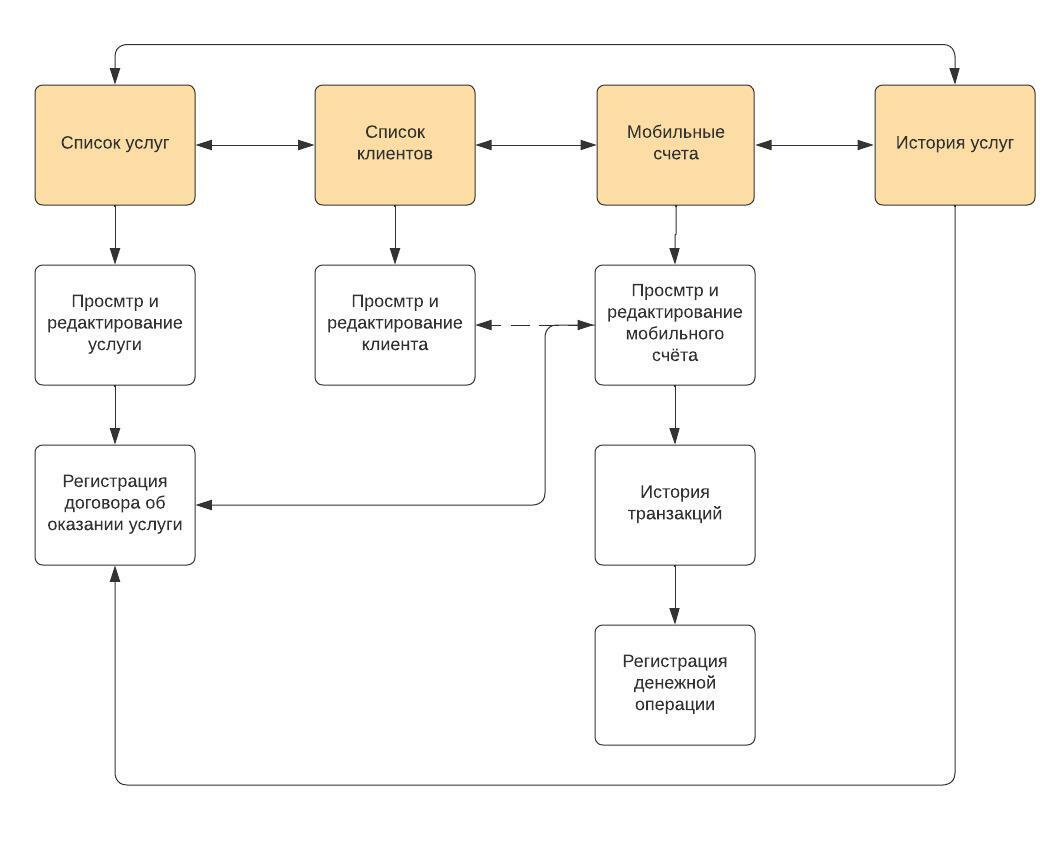 Список услуг
Список
клиентов
Мобильные
счета
История услуг
Просмтр и
редактирование
услуги
Просмтр и
редактирование
клиента
Просмтр и
редактирование
мобильного
счёта
Регистрация
договора об
оказании услуги
История
транзакций
Регистрация
денежной
операции